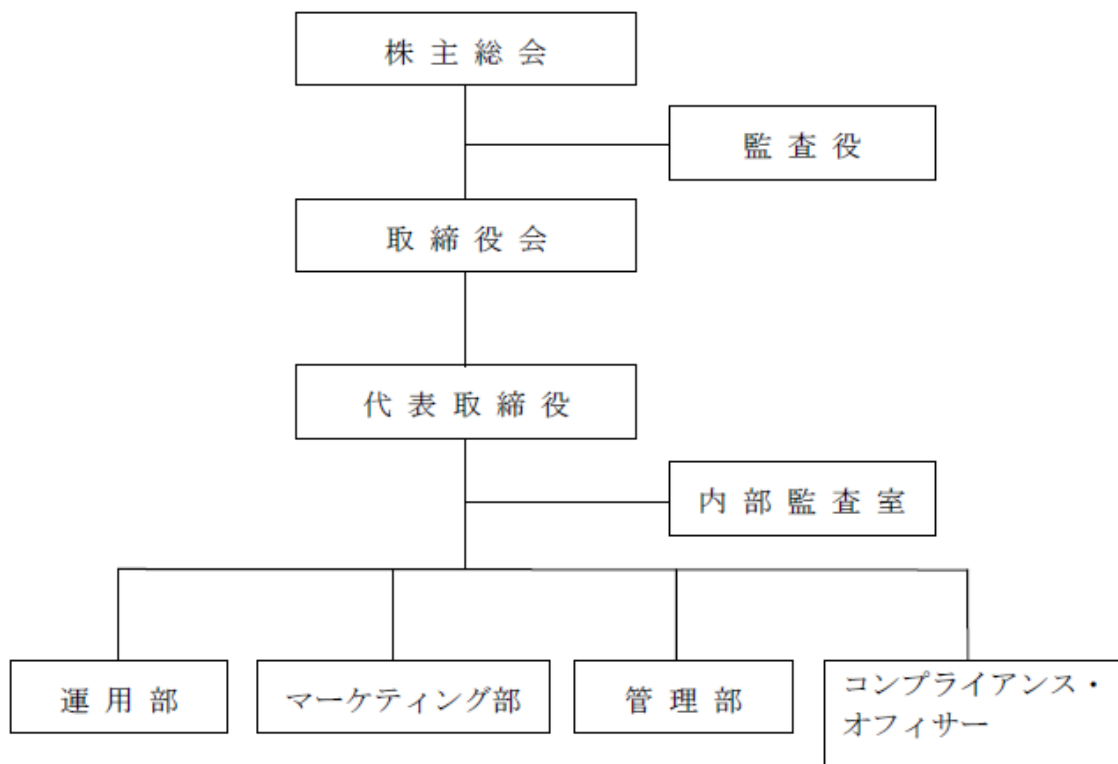 株主総会
監査役
取締役会
代表取締役
内部監査室
運用部
マーケティング部
管理部
コンプライアンス・
オフィサー